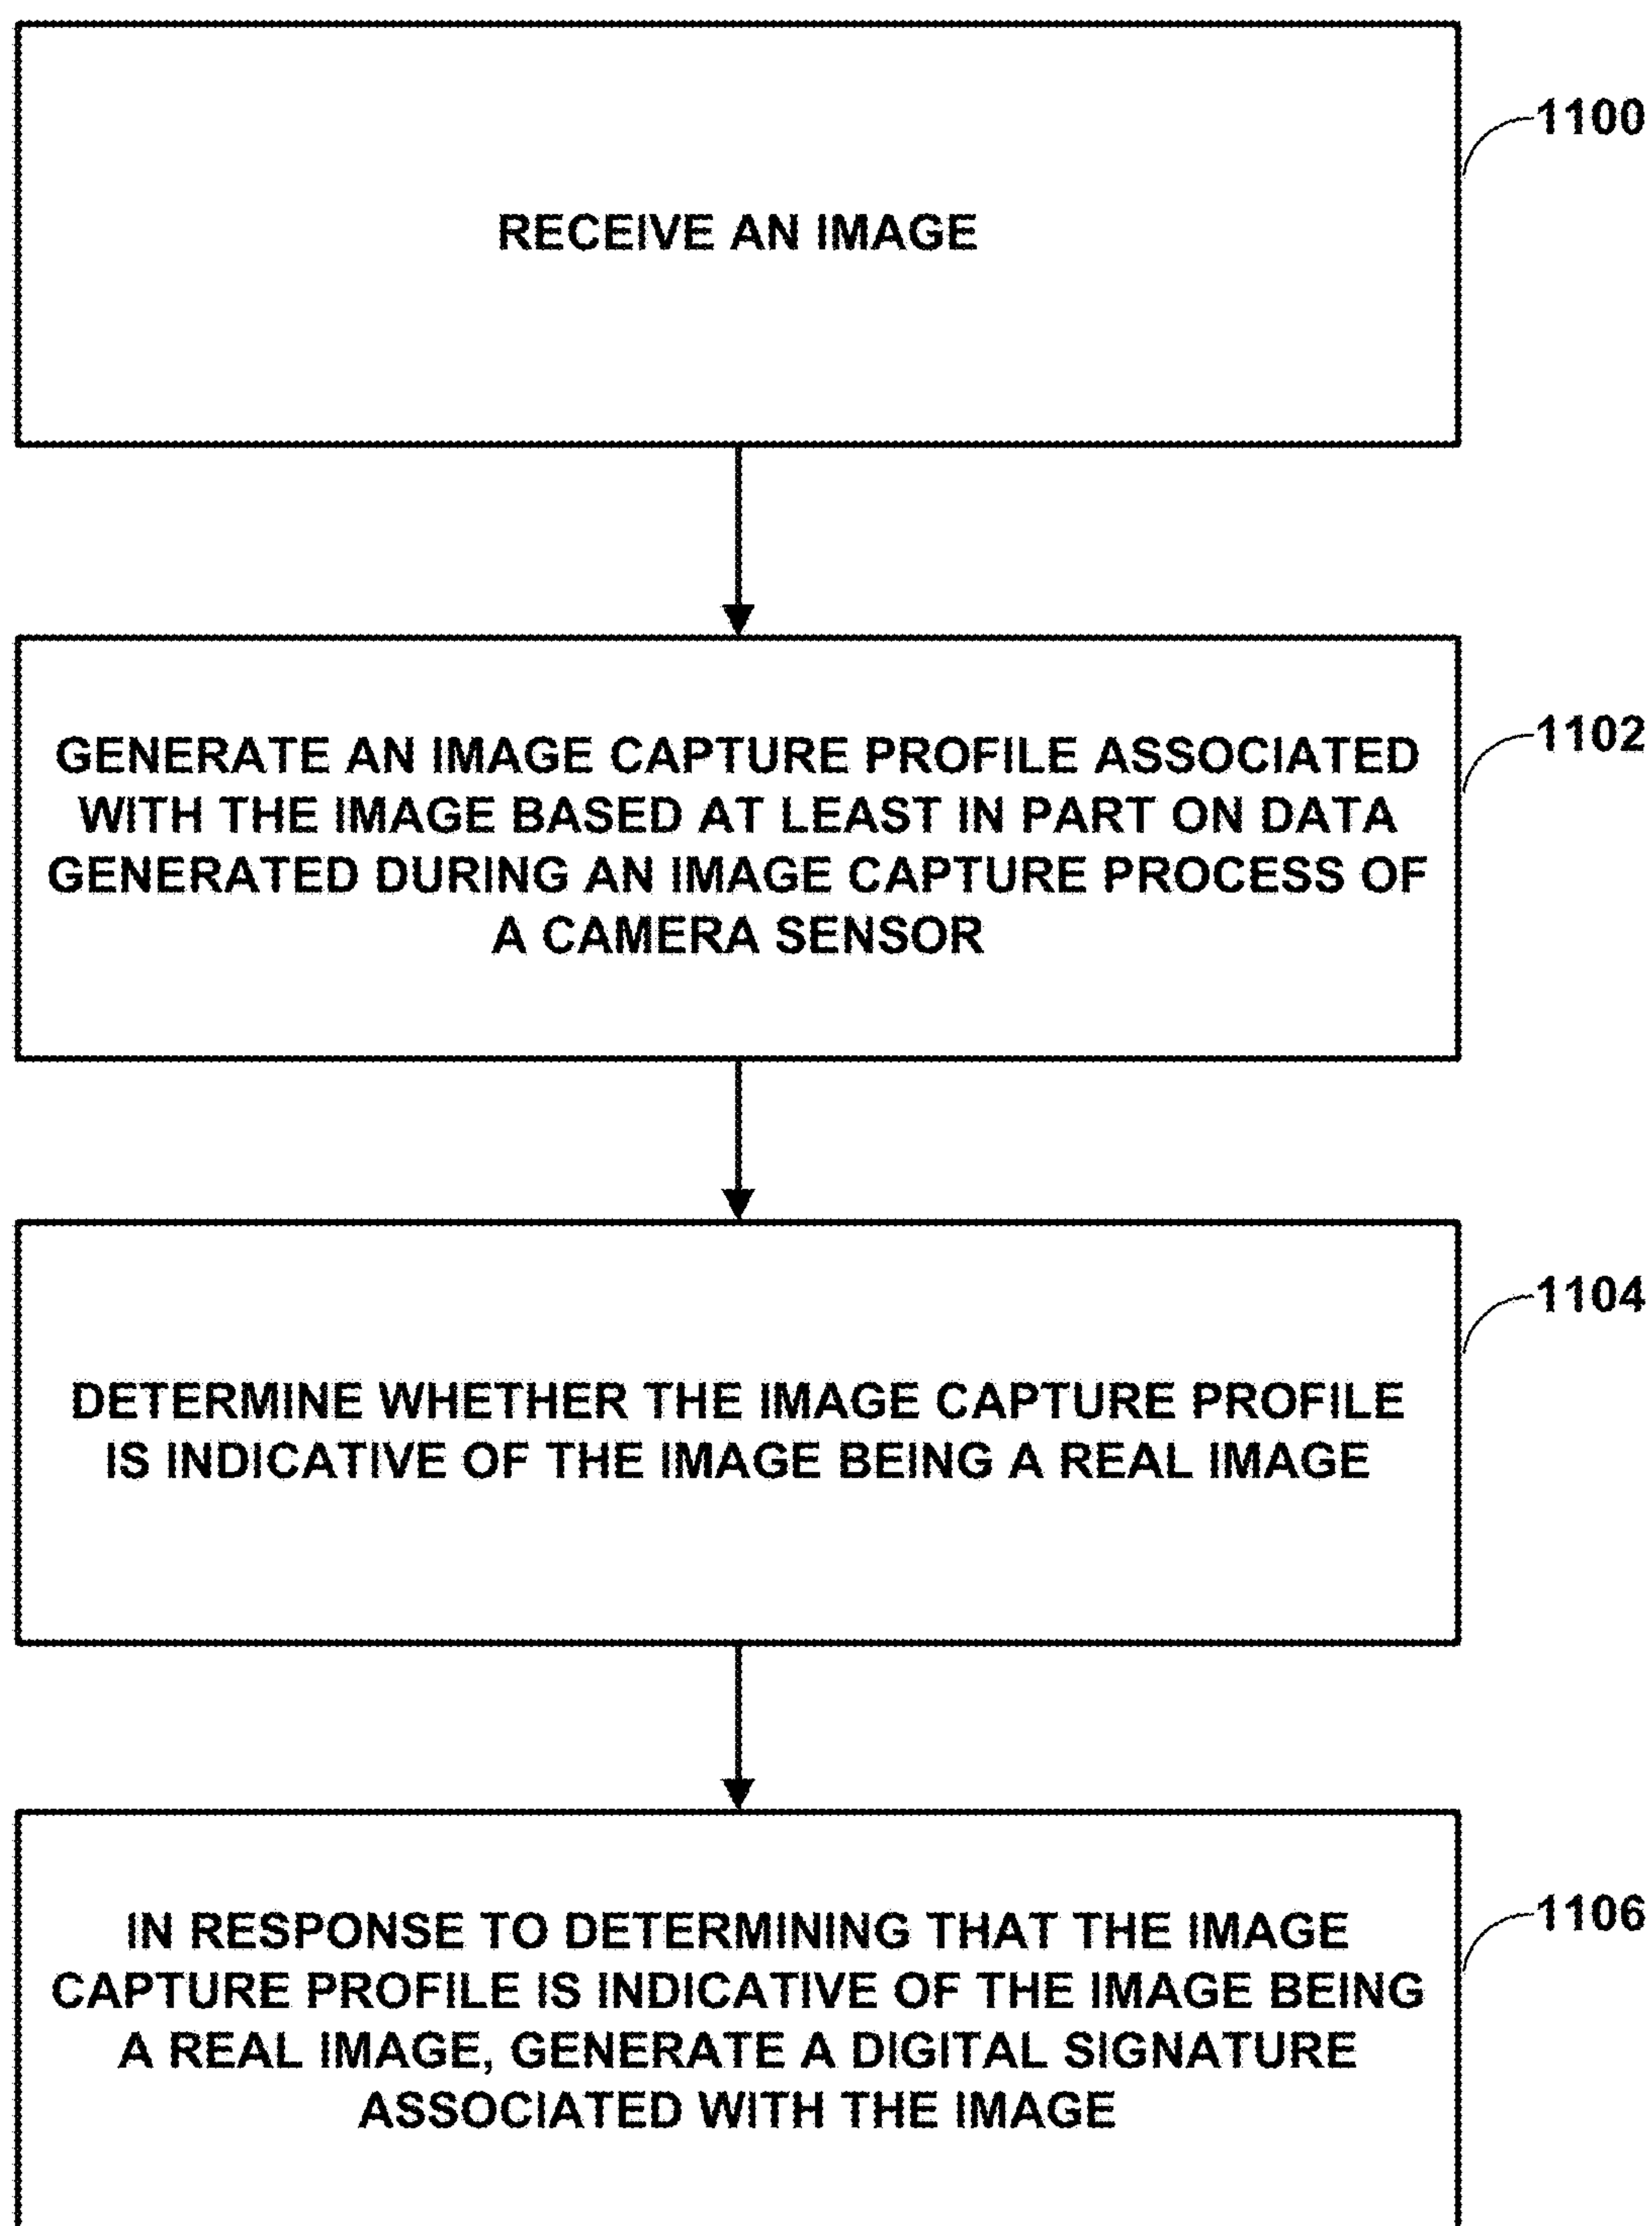 1100
RECEIVE AN IMAGE
1102
GENERATE AN IMAGE CAPTURE PROFILE ASSOCIATED
WITH THE IMAGE BASED AT LEAST IN PART ON DATA
GENERATED DURING AN IMAGE CAPTURE PROCESS OF
A CAMERA SENSOR
1104
DETERMINE WHETHER THE IMAGE CAPTURE PROFILE
IS INDICATIVE OF THE IMAGE BEING A REAL IMAGE
1106
IN RESPONSE TO DETERMINING THAT THE IMAGE
CAPTURE PROFILE IS INDICATIVE OF THE IMAGE BEING
A REAL IMAGE, GENERATE A DIGITAL SIGNATURE
ASSOCIATED WITH THE IMAGE